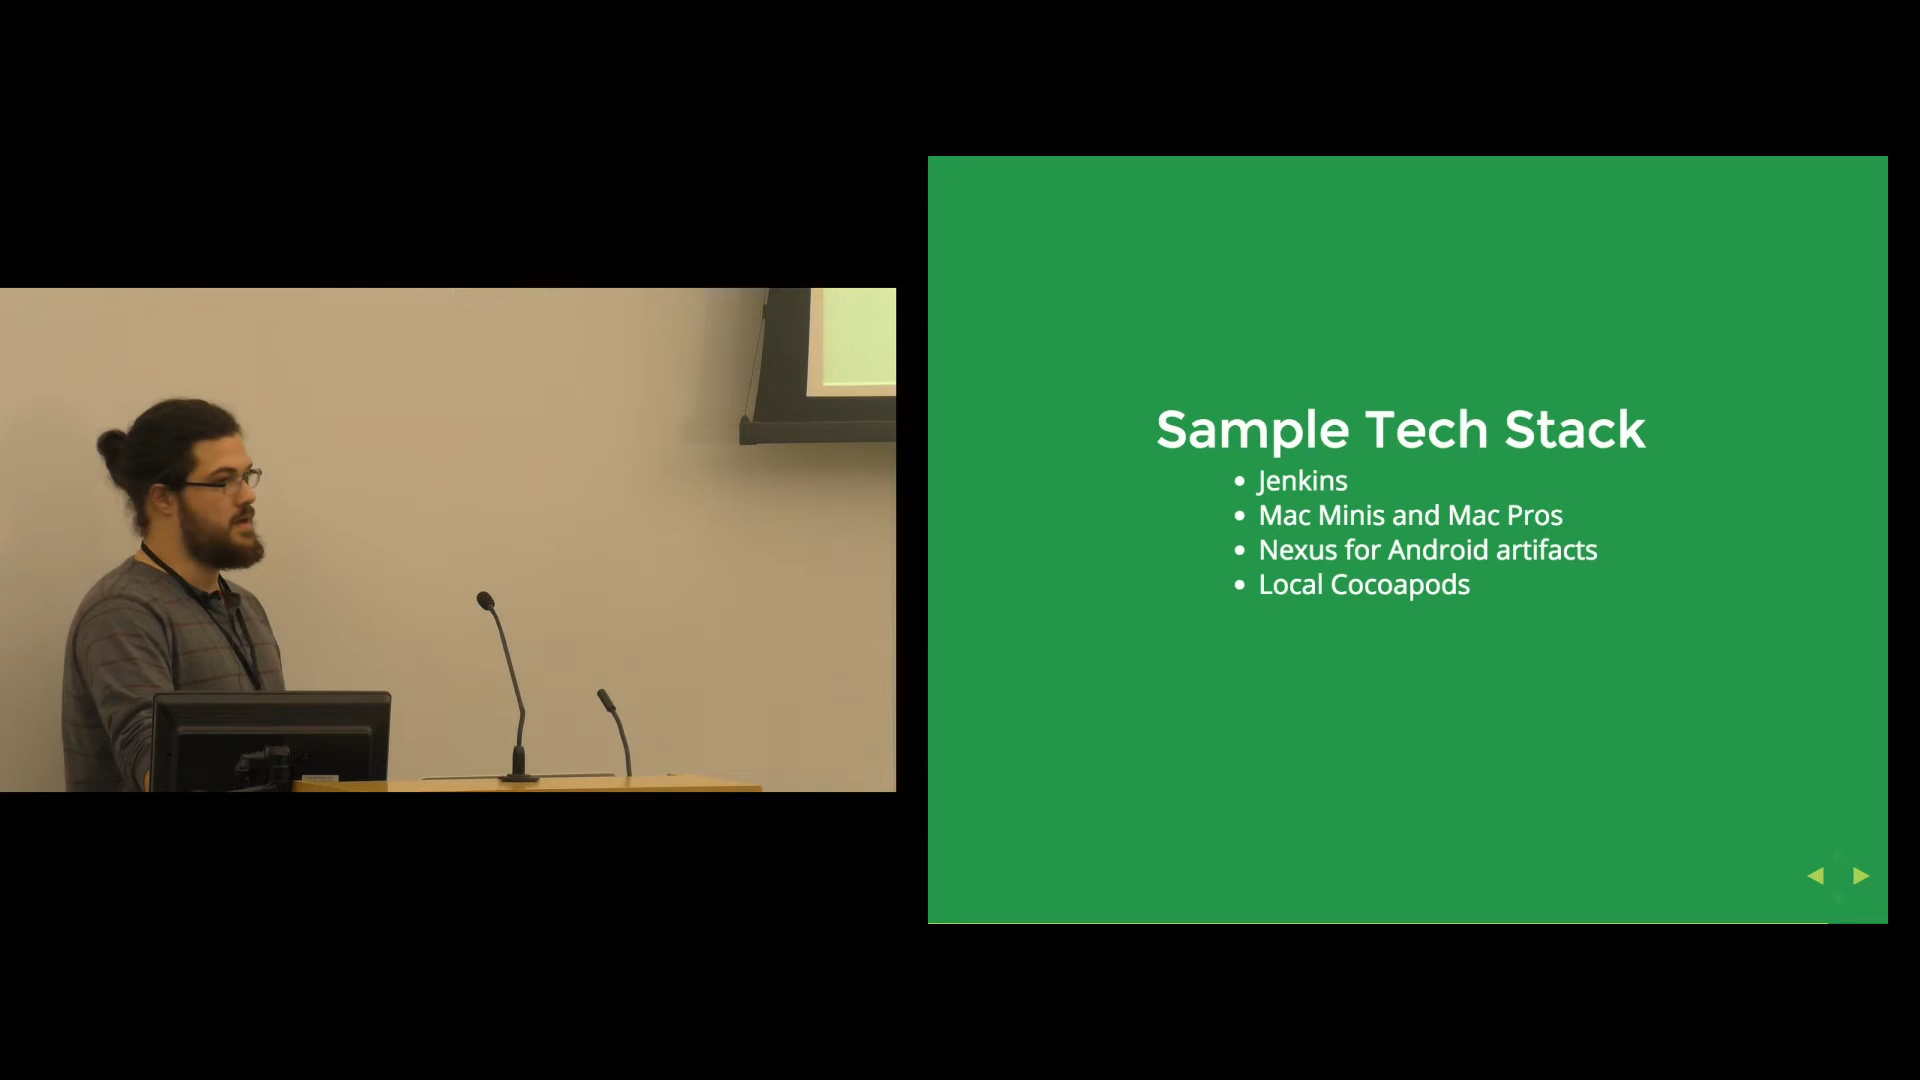 Sample Tech Stack
Jenkins
Mac Minis and Mac Pros
Nexus for Android artifacts
Local Cocoapods